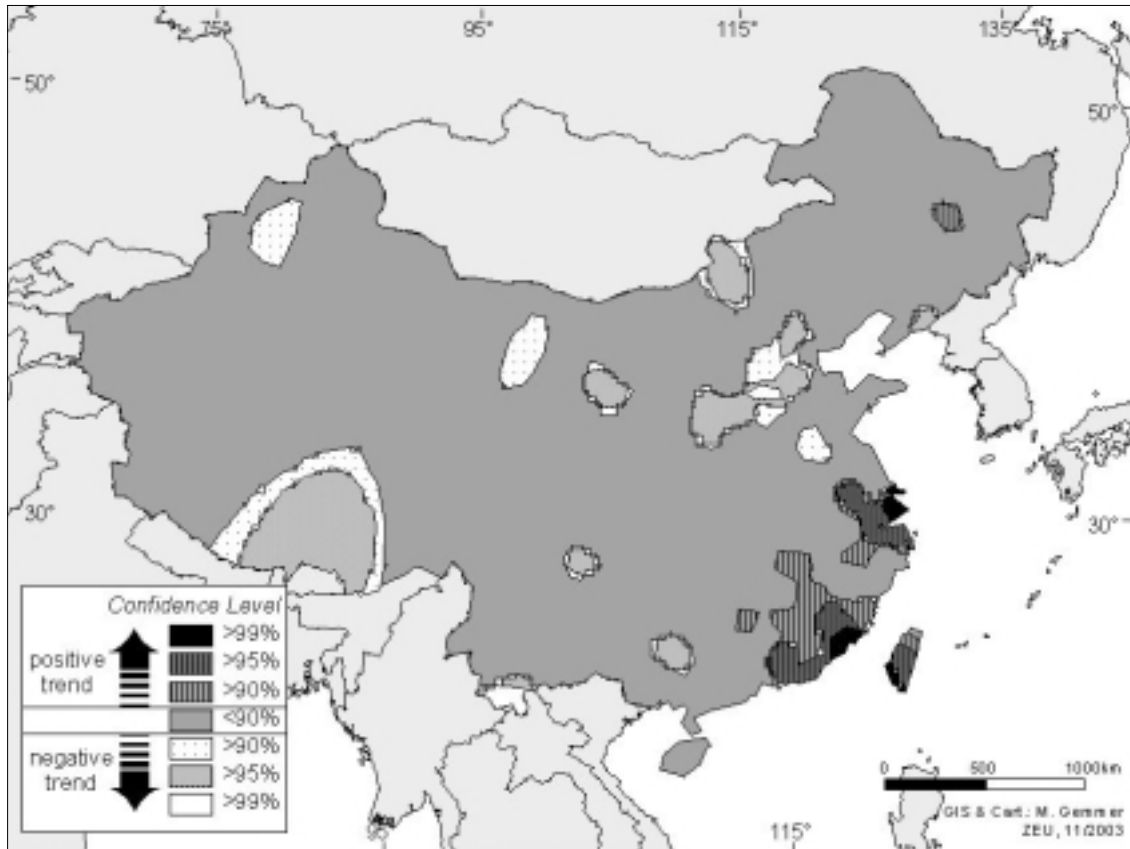 75°
95°
115°
135°
50°
50°
30°
30°
Confidence Level
positive
trend
>99%
>95%
>90%
<90%
negative
trend
>90%
>95%
>99%
0
500
1000km
GIS & Cart.: M. Gemmer
ZEU, 11/2003
95°
115°